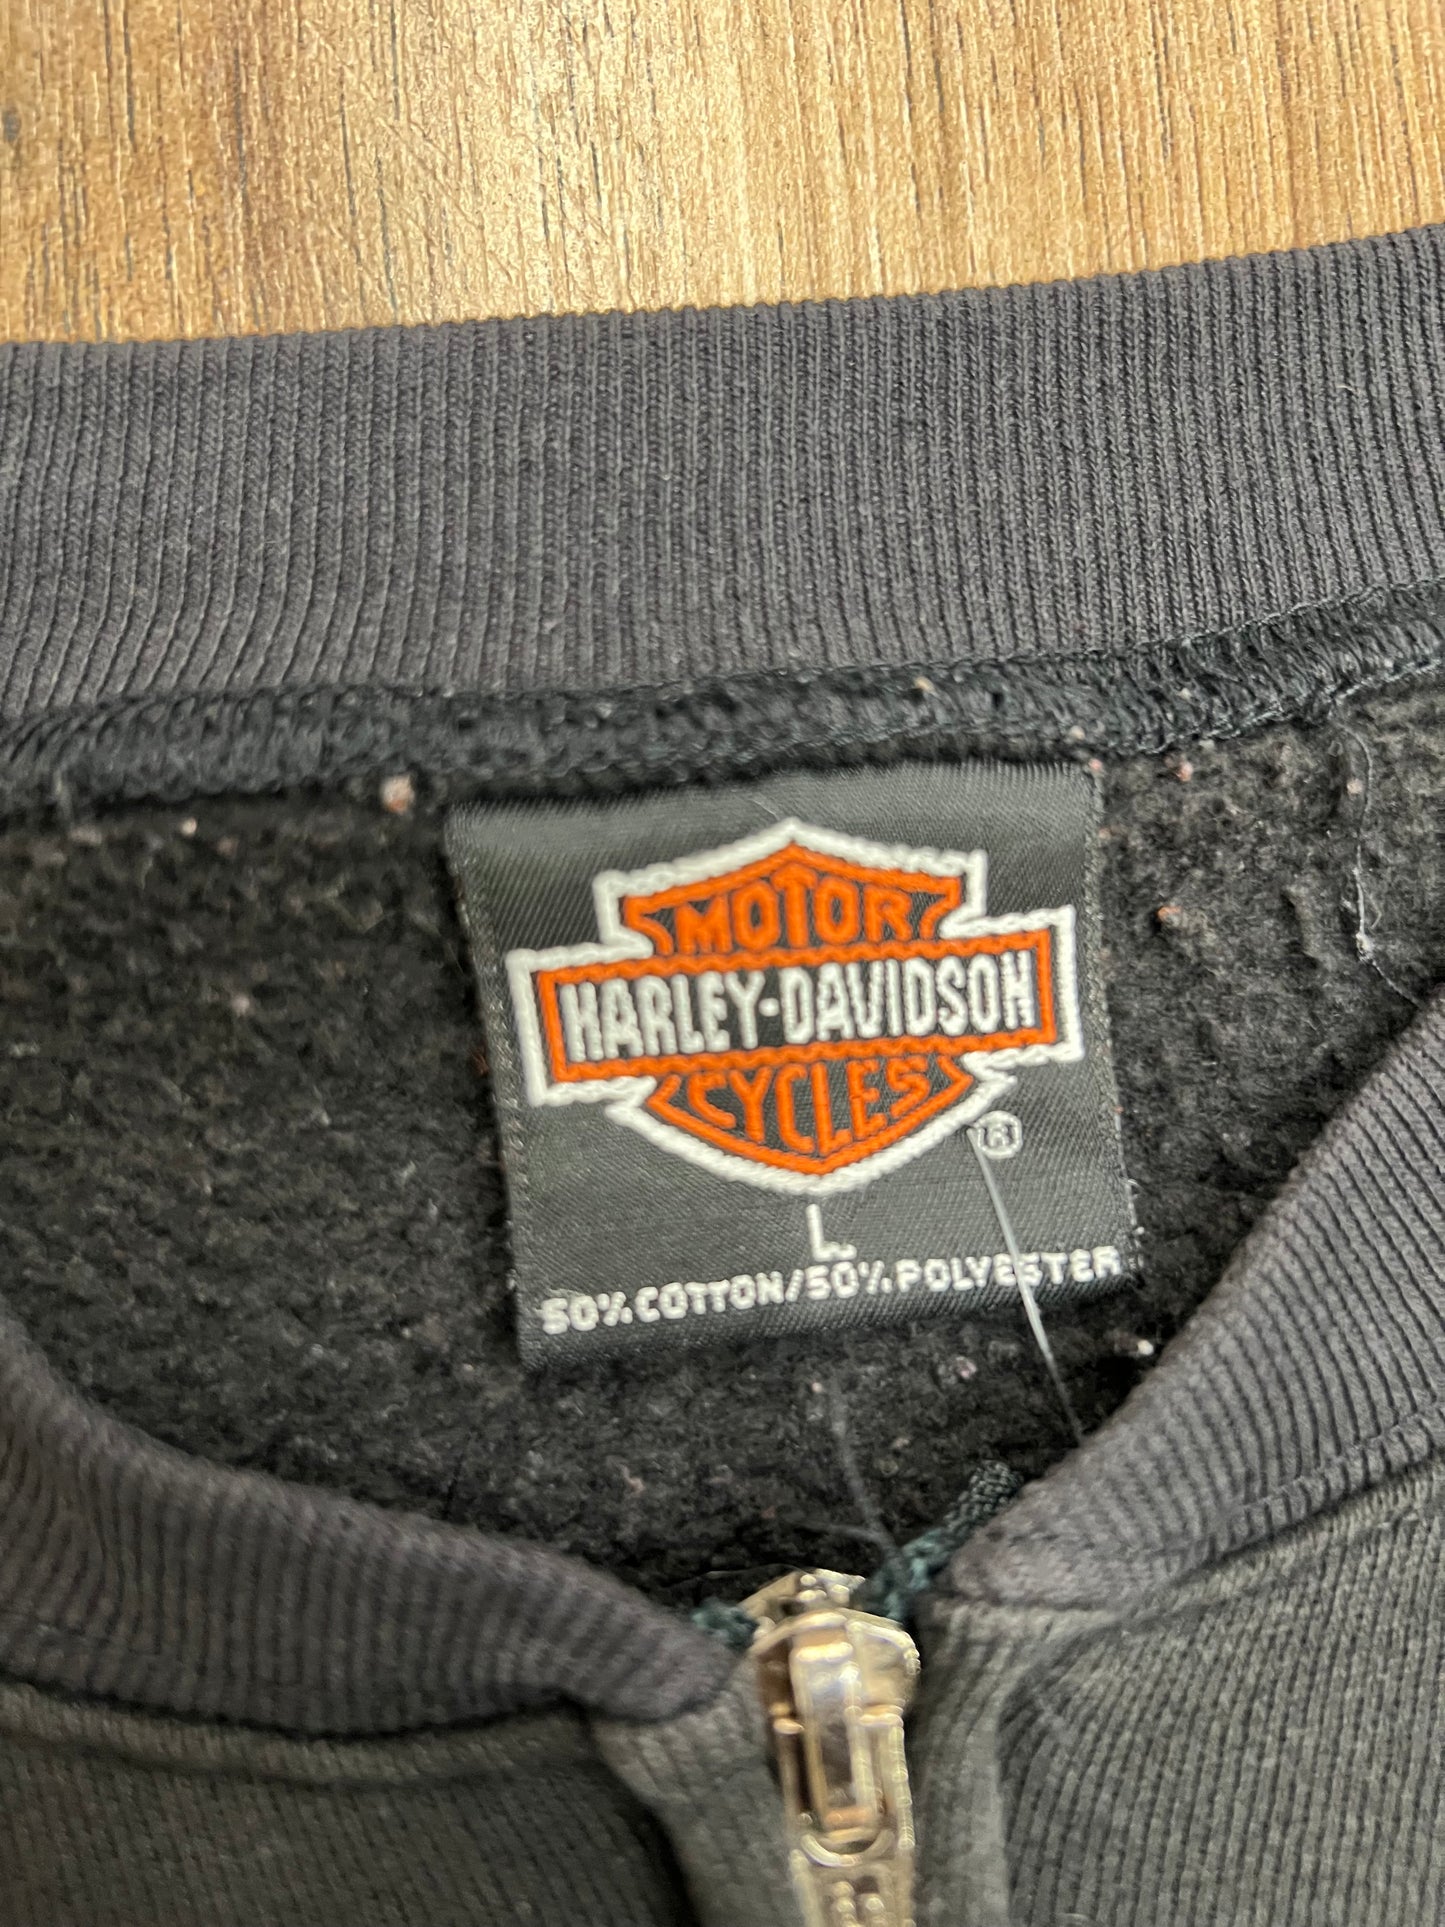 MOTOR
HARLEY-DAVIDSON
CYCLES
®
L.
50% COTTON/50% POLYESTER